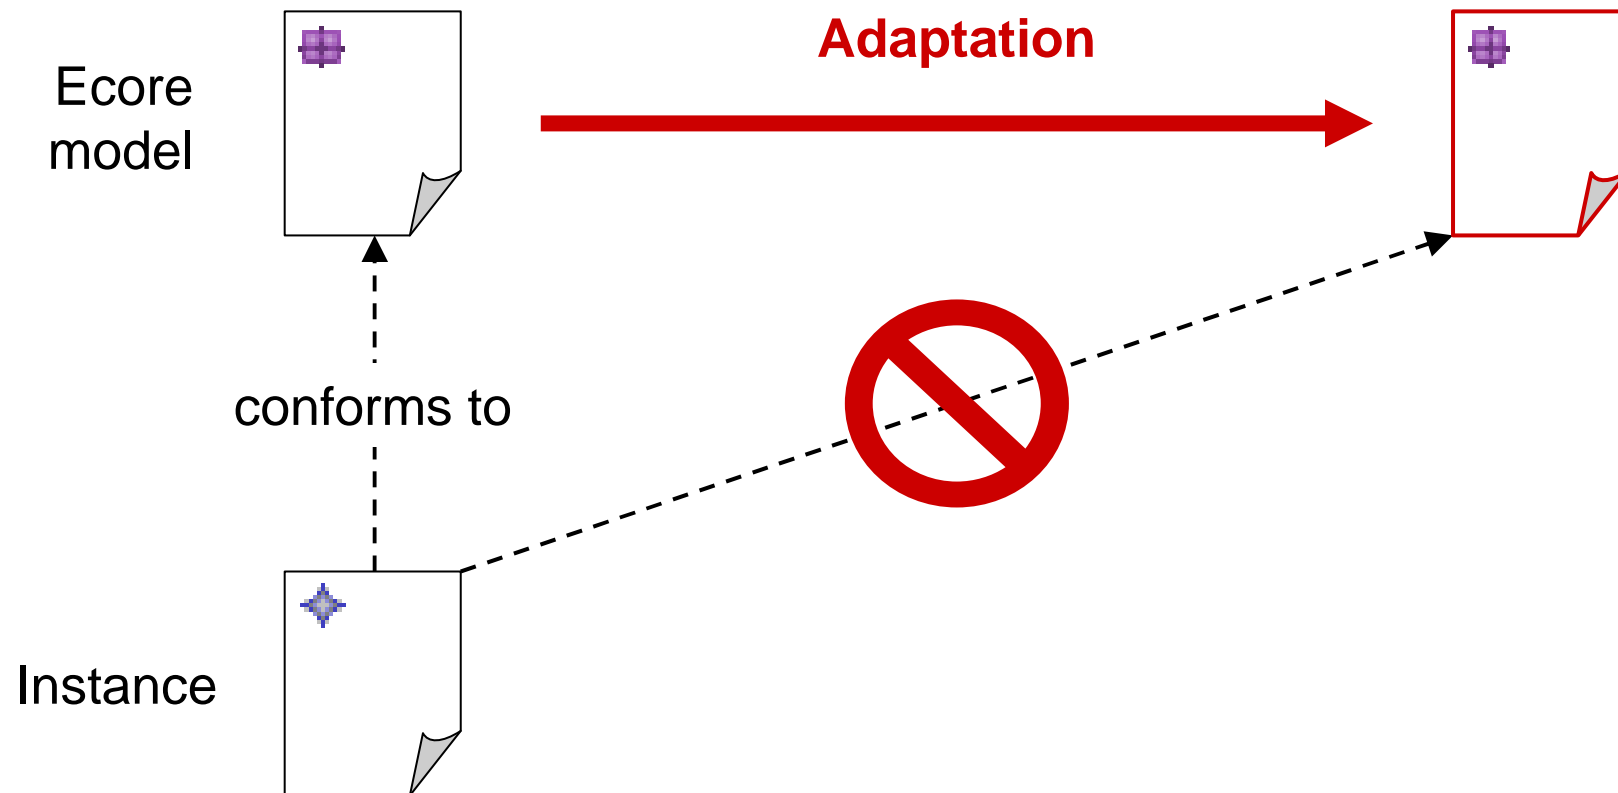 Adaptation
Ecore
model
conforms to
Instance